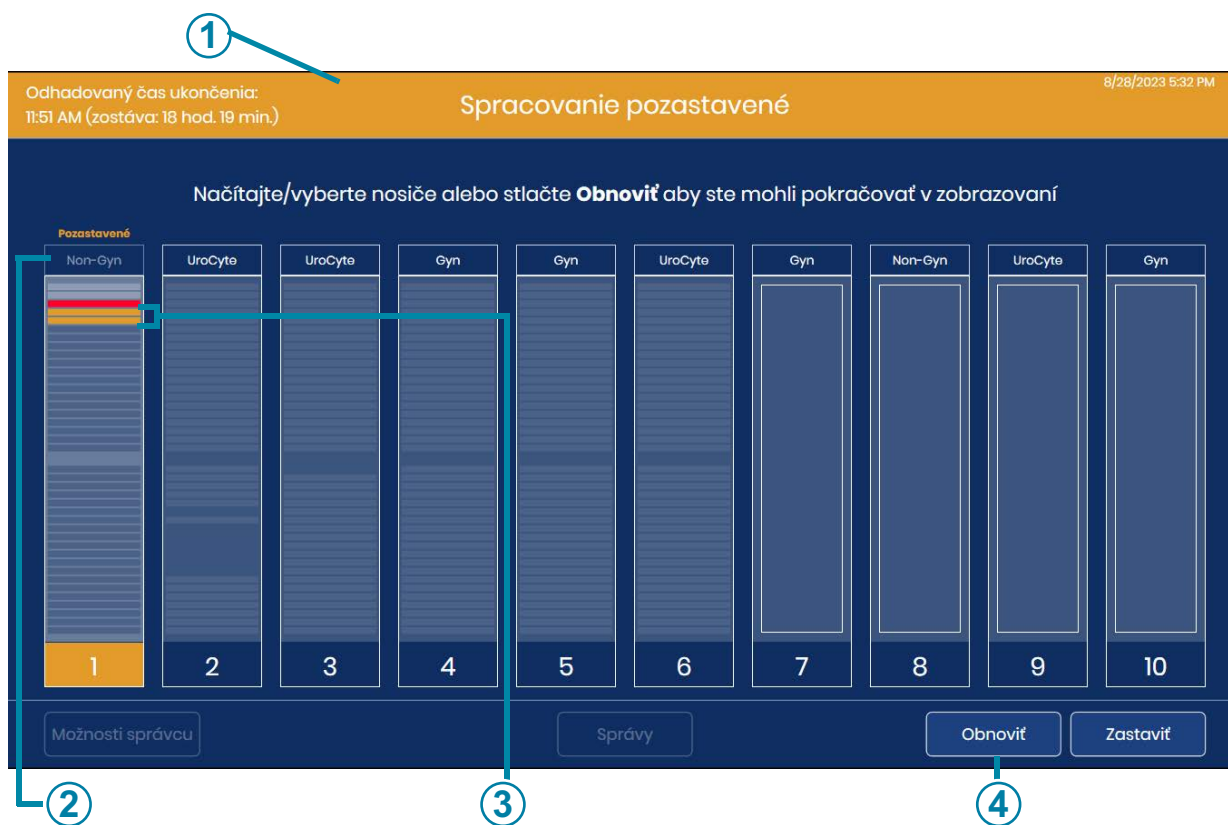 1
Odhadovaný čas ukončenia:
11:51 AM (zostáva: 18 hod. 19 min.)
Spracovanie pozastavené
8/28/2023 5:32 PM
Načítajte/vyberte nosiče alebo stlačte Obnoviť aby ste mohli pokračovať v zobrazovaní
Pozastavené
Non-Gyn UroCyte UroCyte Gyn Gyn UroCyte Gyn Non-Gyn UroCyte Gyn
1 2 3 4 5 6 7 8 9 10
Možnosti správcu Správy Obnoviť Zastaviť
2 3 4